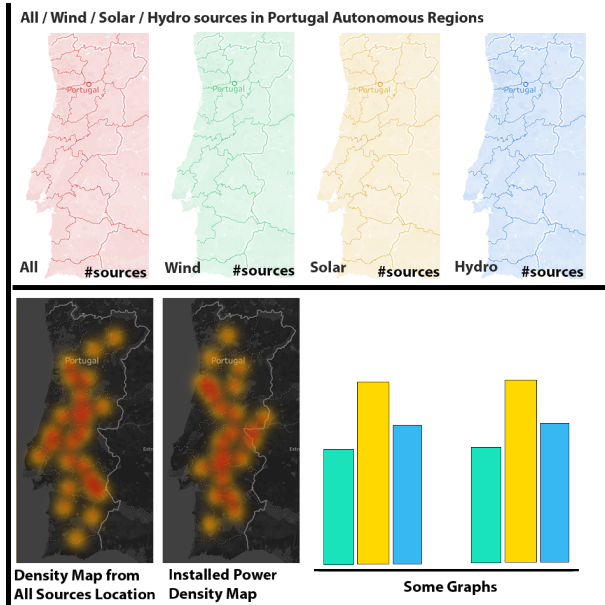 All / Wind / Solar / Hydro sources in Portugal Autonomous Regions
Portugal
Portugal
Portugal
Portugal
All
#sources
Wind
#sources
Solar
#sources
Hydro
#sources
Portugal
Portugal
Density Map from
All Sources Location
Installed Power
Density Map
Some Graphs